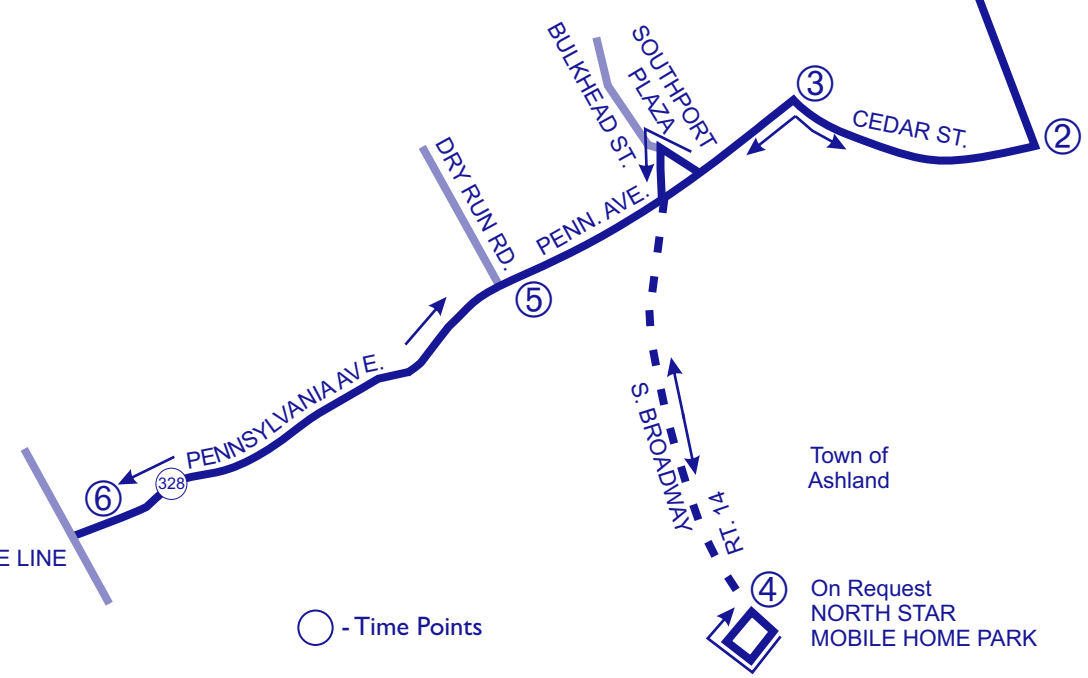 SOUTHPORT
PLAZA
BULKHEAD ST.
③
CEDAR ST.
②
DRY RUN RD.
PENN. AVE.
⑤
PENNSYLVANIA AVE.
S. BROADWAY
Town of
Ashland
328
⑥
RT. 14
E LINE
④
On Request
NORTH STAR
MOBILE HOME PARK
- Time Points